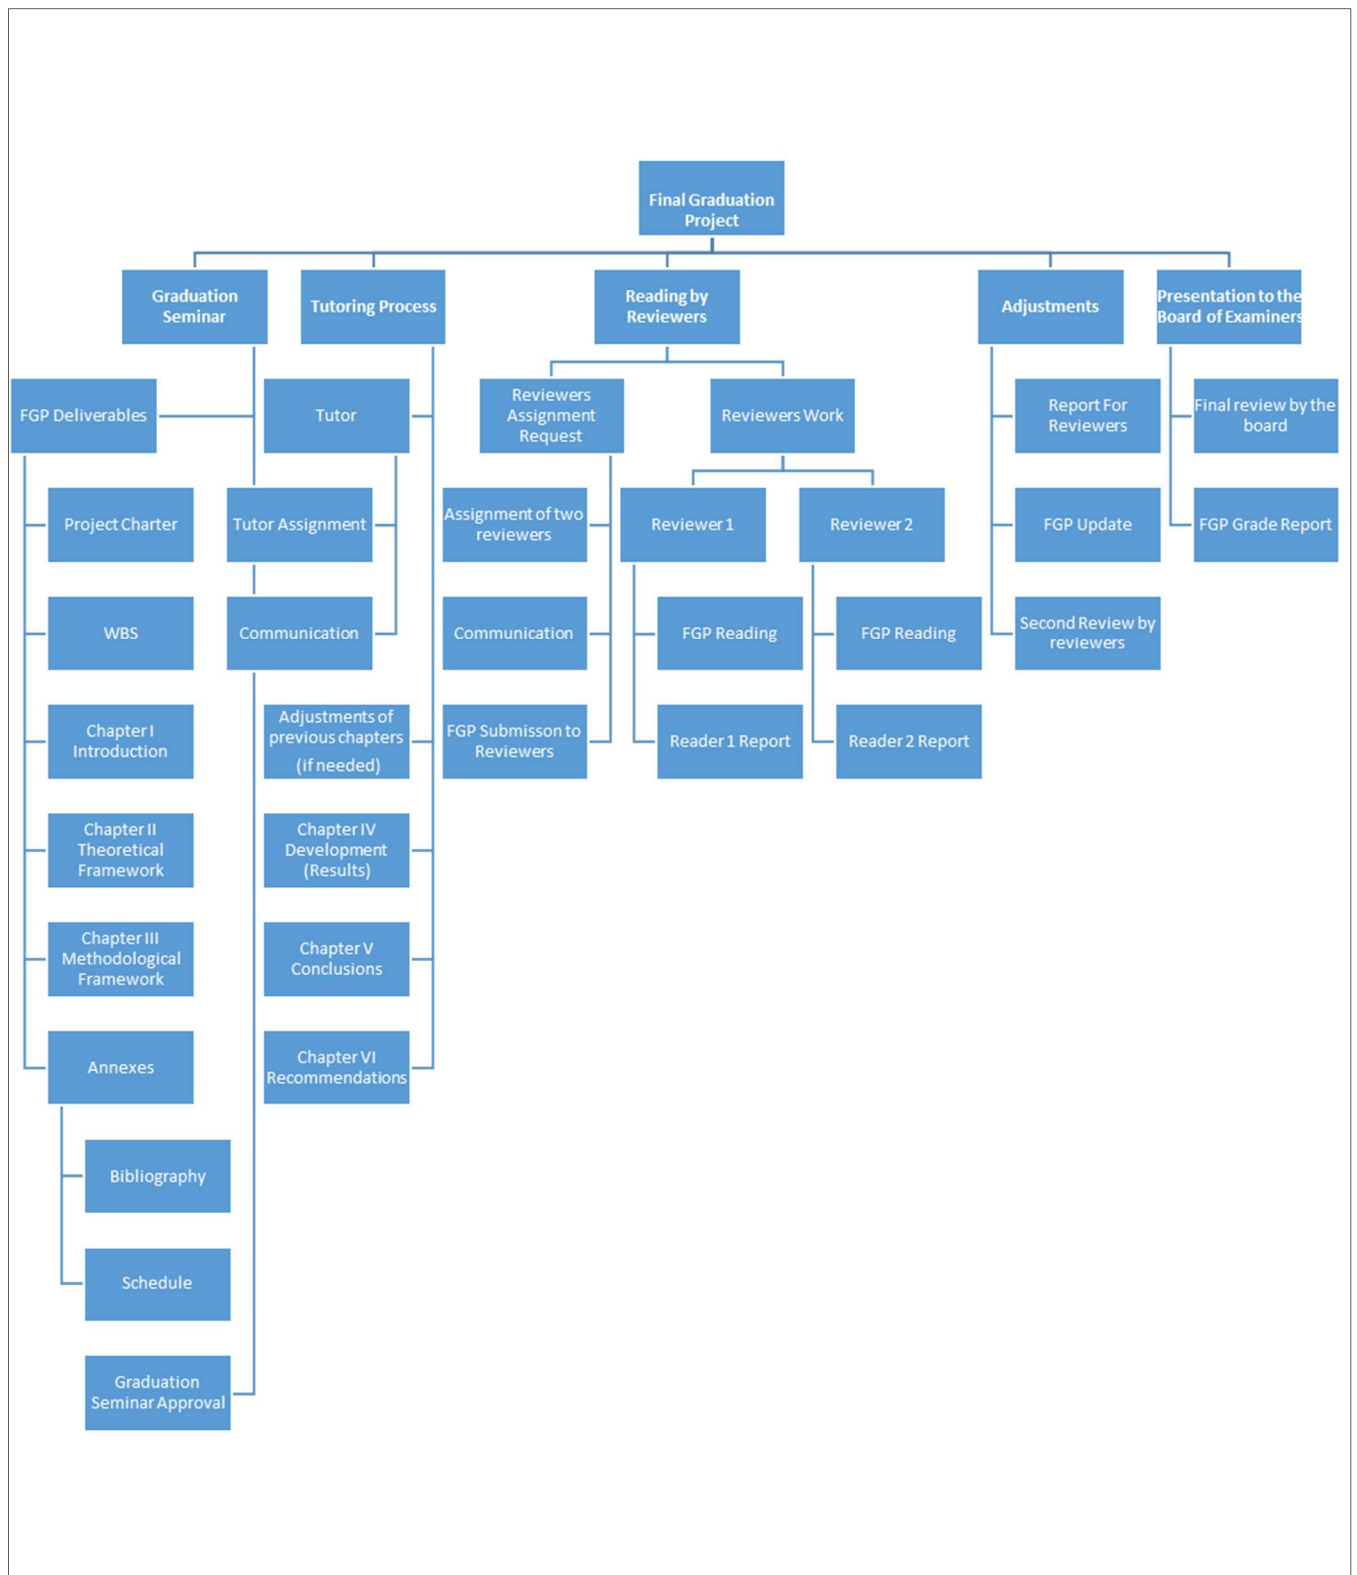 Final Graduation
Project
Graduation
Seminar
Tutoring Process
Reading by
Reviewers
Adjustments
Presentation to the
Board of Examiners
FGP Deliverables
Tutor
Reviewers
Assignment
Request
Reviewers Work
Report For
Reviewers
Final review by the
board
Project Charter
Tutor Assignment
Assignment of two
reviewers
Reviewer 1
Reviewer 2
FGP Update
FGP Grade Report
WBS
Communication
Communication
FGP Reading
FGP Reading
Second Review by
reviewers
Chapter I
Introduction
Adjustments of
previous chapters
(if needed)
FGP Submisson to
Reviewers
Reader 1 Report
Reader 2 Report
Chapter II
Theoretical
Framework
Chapter IV
Development
(Results)
Chapter III
Methodological
Framework
Chapter V
Conclusions
Annexes
Chapter VI
Recommendations
Bibliography
Schedule
Graduation
Seminar Approval